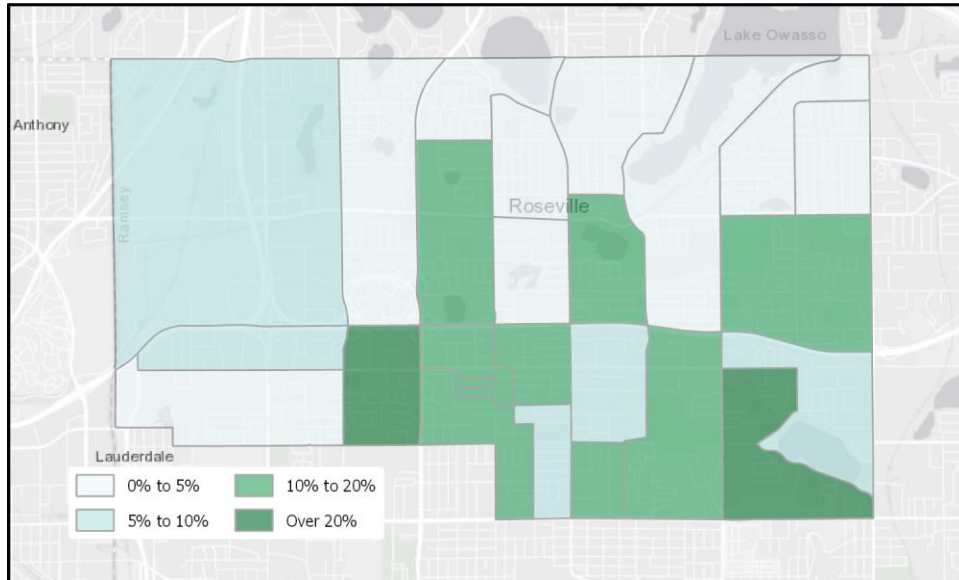 Lake Owasso
Anthony
Ramsey
Roseville
Lauderdale
0% to 5%
10% to 20%
5% to 10%
Over 20%